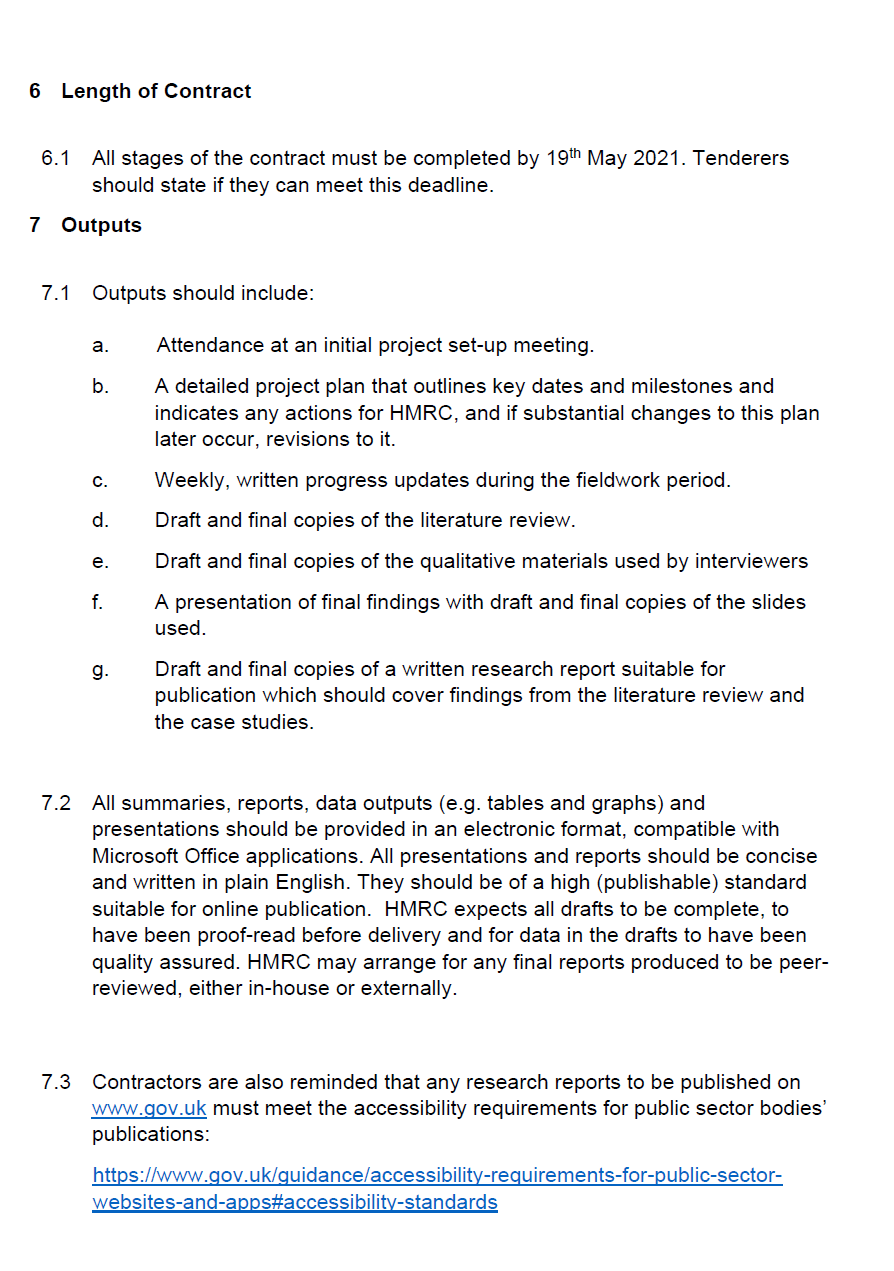 6 Length of Contract
6.1 All stages of the contract must be completed by 19th May 2021. Tenderers
should state if they can meet this deadline.
7 Outputs
7.1 Outputs should include:
a. Attendance at an initial project set-up meeting.
b. A detailed project plan that outlines key dates and milestones and
indicates any actions for HMRC, and if substantial changes to this plan
later occur, revisions to it.
c. Weekly, written progress updates during the fieldwork period.
d. Draft and final copies of the literature review.
e. Draft and final copies of the qualitative materials used by interviewers
f. A presentation of final findings with draft and final copies of the slides
used.
g. Draft and final copies of a written research report suitable for
publication which should cover findings from the literature review and
the case studies.
7.2 All summaries, reports, data outputs (e.g. tables and graphs) and
presentations should be provided in an electronic format, compatible with
Microsoft Office applications. All presentations and reports should be concise
and written in plain English. They should be of a high (publishable) standard
suitable for online publication.  HMRC expects all drafts to be complete, to
have been proof-read before delivery and for data in the drafts to have been
quality assured. HMRC may arrange for any final reports produced to be peer-
reviewed, either in-house or externally.
7.3 Contractors are also reminded that any research reports to be published on
www.gov.uk must meet the accessibility requirements for public sector bodies’
publications:
https://www.gov.uk/guidance/accessibility-requirements-for-public-sector-
websites-and-apps#accessibility-standards